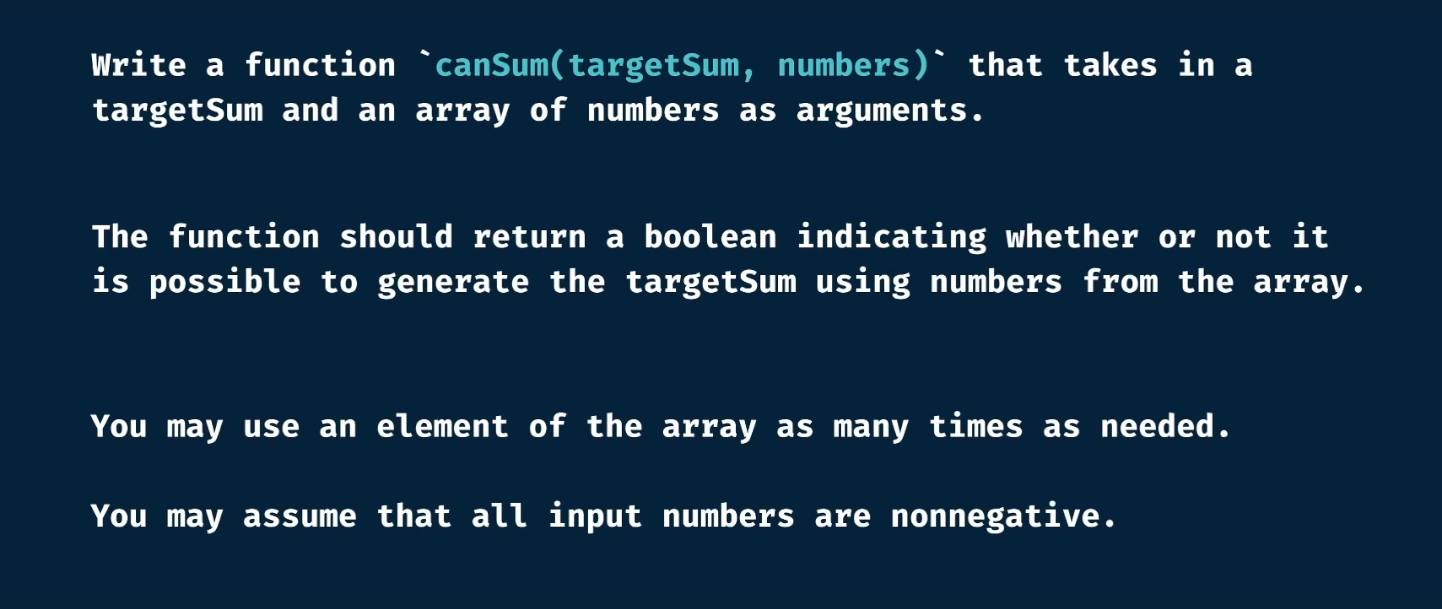 Write a function `canSum(targetSum, numbers)` that takes in a
targetSum and an array of numbers as arguments.
The function should return a boolean indicating whether or not it
is possible to generate the targetSum using numbers from the array.
You may use an element of the array as many times as needed.
You may assume that all input numbers are nonnegative.